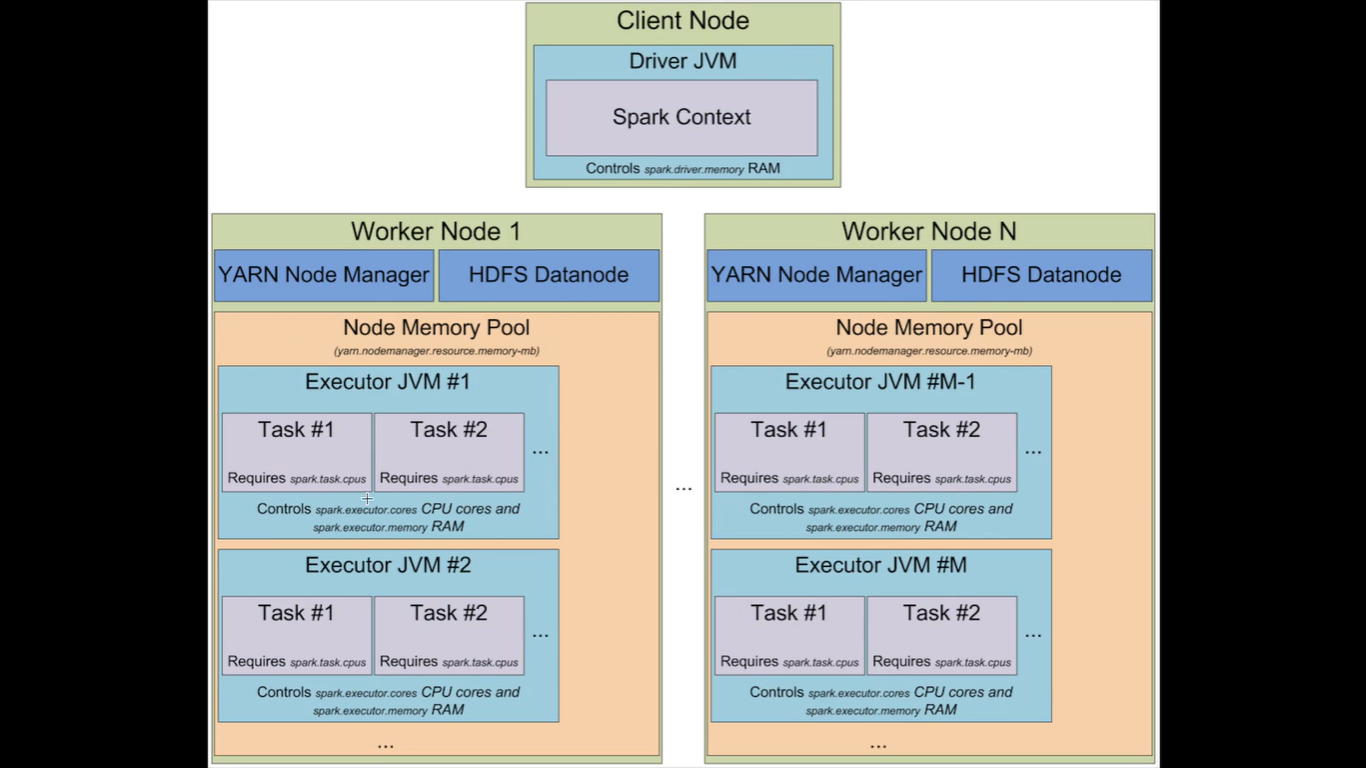 Client Node
Driver JVM
Spark Context
Controls spark.driver.memory RAM
Worker Node 1
YARN Node Manager
HDFS Datanode
Node Memory Pool
(yarn.nodemanager.resource.memory-mb)
Executor JVM #1
Task #1
Requires spark.task.cpus
Task #2
Requires spark.task.cpus
...
Controls spark.executor.cores CPU cores and
spark.executor.memory RAM
Executor JVM #2
Task #1
Requires spark.task.cpus
Task #2
Requires spark.task.cpus
...
Controls spark.executor.cores CPU cores and
spark.executor.memory RAM
...
...
Worker Node N
YARN Node Manager
HDFS Datanode
Node Memory Pool
(yarn.nodemanager.resource.memory-mb)
Executor JVM #M-1
Task #1
Requires spark.task.cpus
Task #2
Requires spark.task.cpus
...
Controls spark.executor.cores CPU cores and
spark.executor.memory RAM
Executor JVM #M
Task #1
Requires spark.task.cpus
Task #2
Requires spark.task.cpus
...
Controls spark.executor.cores CPU cores and
spark.executor.memory RAM
...